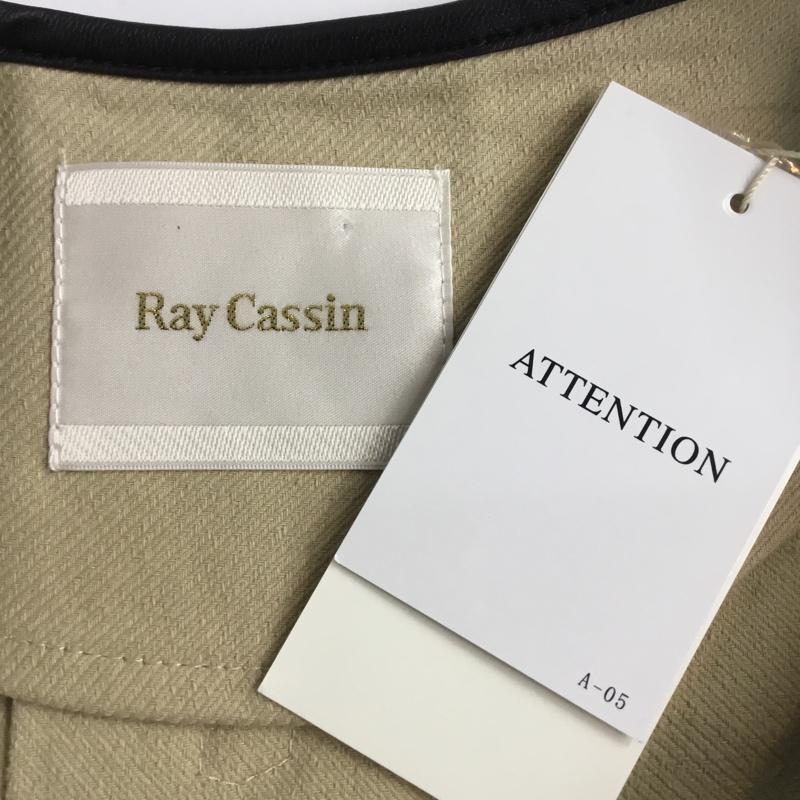 Ray Cassin
ATTENTION
A-05